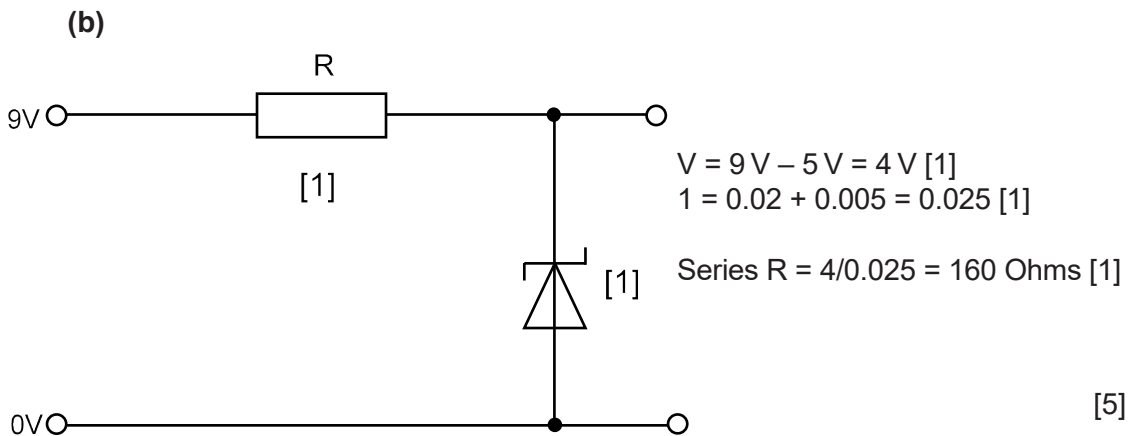 (b)
R
9V
[1]
V = 9 V – 5 V = 4 V [1]
1 = 0.02 + 0.005 = 0.025 [1]
Series R = 4/0.025 = 160 Ohms [1]
[1]
[5]
0V